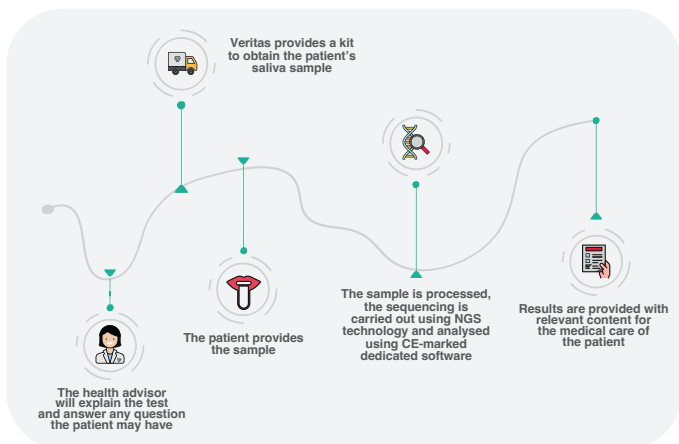 The health advisor
will explain the test
and answer any question
the patient may have
Veritas provides a kit
to obtain the patient's
saliva sample
The patient provides
the sample
The sample is processed,
the sequencing is
carried out using NGS
technology and analysed
using CE-marked
dedicated software
Results are provided with
relevant content for
the medical care of
the patient